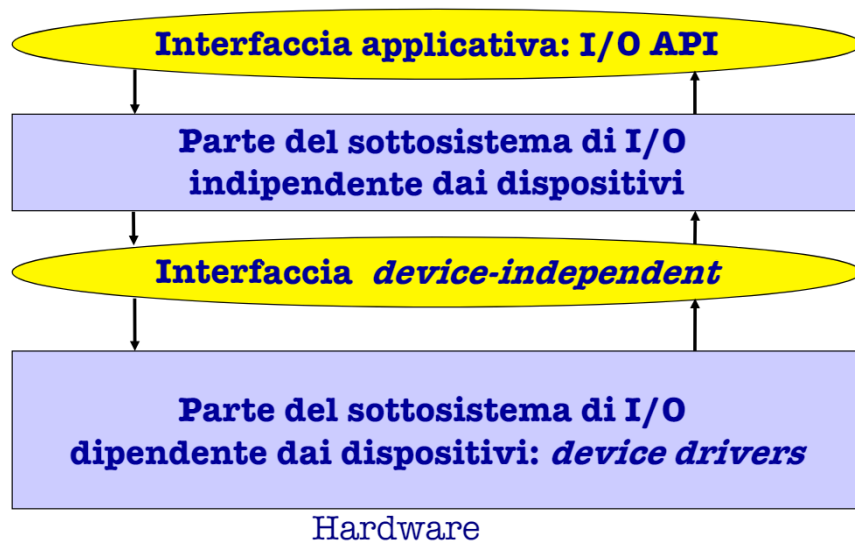 Interfaccia applicativa: I/O API
Parte del sottosistema di I/O
indipendente dai dispositivi
Interfaccia device-independent
Parte del sottosistema di I/O
dipendente dai dispositivi: device drivers
Hardware